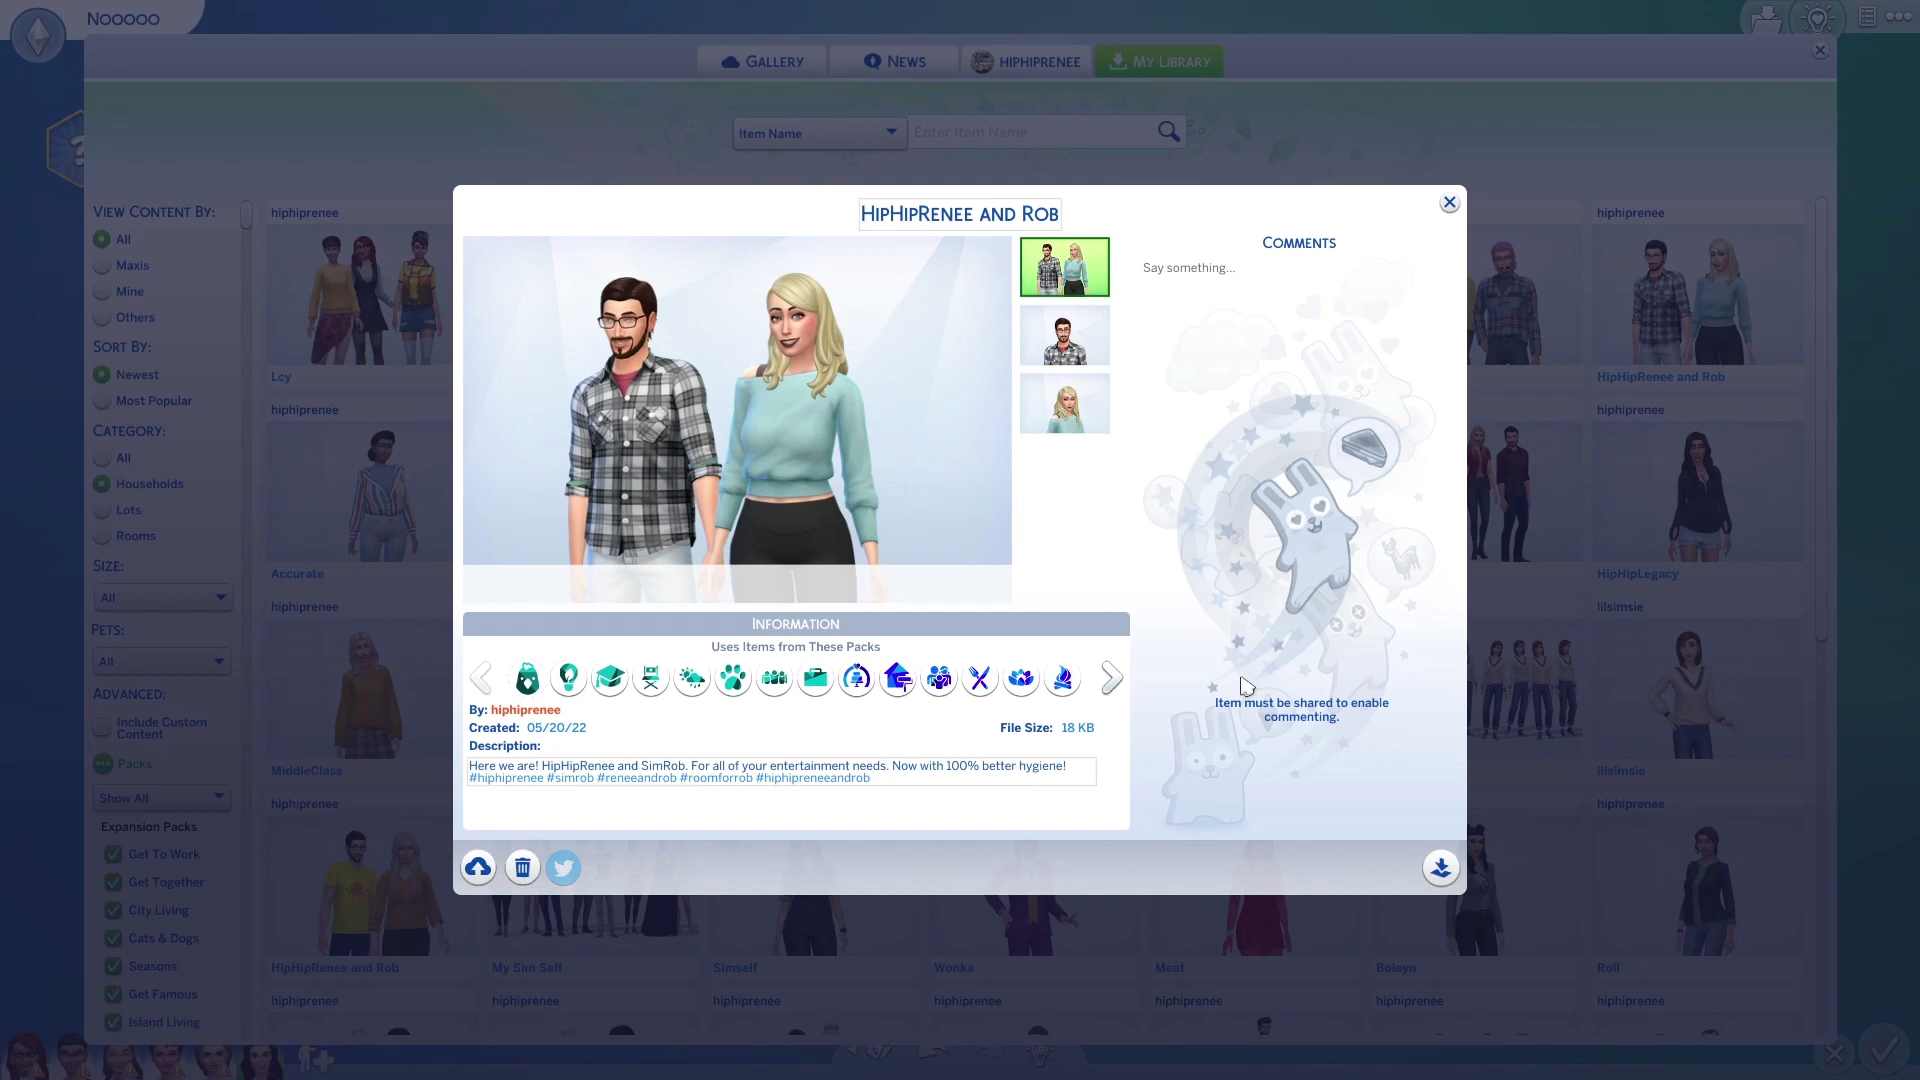 Nooooo
Gallery
News
hiphiprenee
My Library
Item Name
Enter Item Name
View Content By:
All
Maxis
Mine
Others
Sort By:
Newest
Most Popular
Category:
All
Households
Lots
Rooms
Size:
All
Pets:
All
Advanced:
Include Custom
Content
Packs
Show All
Expansion Packs
Get To Work
Get Together
City Living
Cats & Dogs
Seasons
Get Famous
Island Living
hiphiprenee
Lcy
hiphiprenee
Accurate
hiphiprenee
MiddleClass
hiphiprenee
HipHipRenee and Rob
My Sim Self
Simself
Wonka
Meat
Boleyn
Roll
hiphiprenee
hiphiprenee
hiphiprenee
hiphiprenee
hiphiprenee
hiphiprenee
hiphiprenee
hiphiprenee
HipHipRenee and Rob
hiphiprenee
HipHipLegacy
lilsimsie
lilsimsie
hiphiprenee
HipHipRenee and Rob
Comments
Say something...
Item must be shared to enable
commenting.
Information
Uses Items from These Packs
By: hiphiprenee
Created: 05/20/22
File Size: 18 KB
Description:
Here we are! HipHipRenee and SimRob. For all of your entertainment needs. Now with 100% better hygiene!
#hiphiprenee #simrob #reneeandrob #roomforrob #hiphipreneeandrob